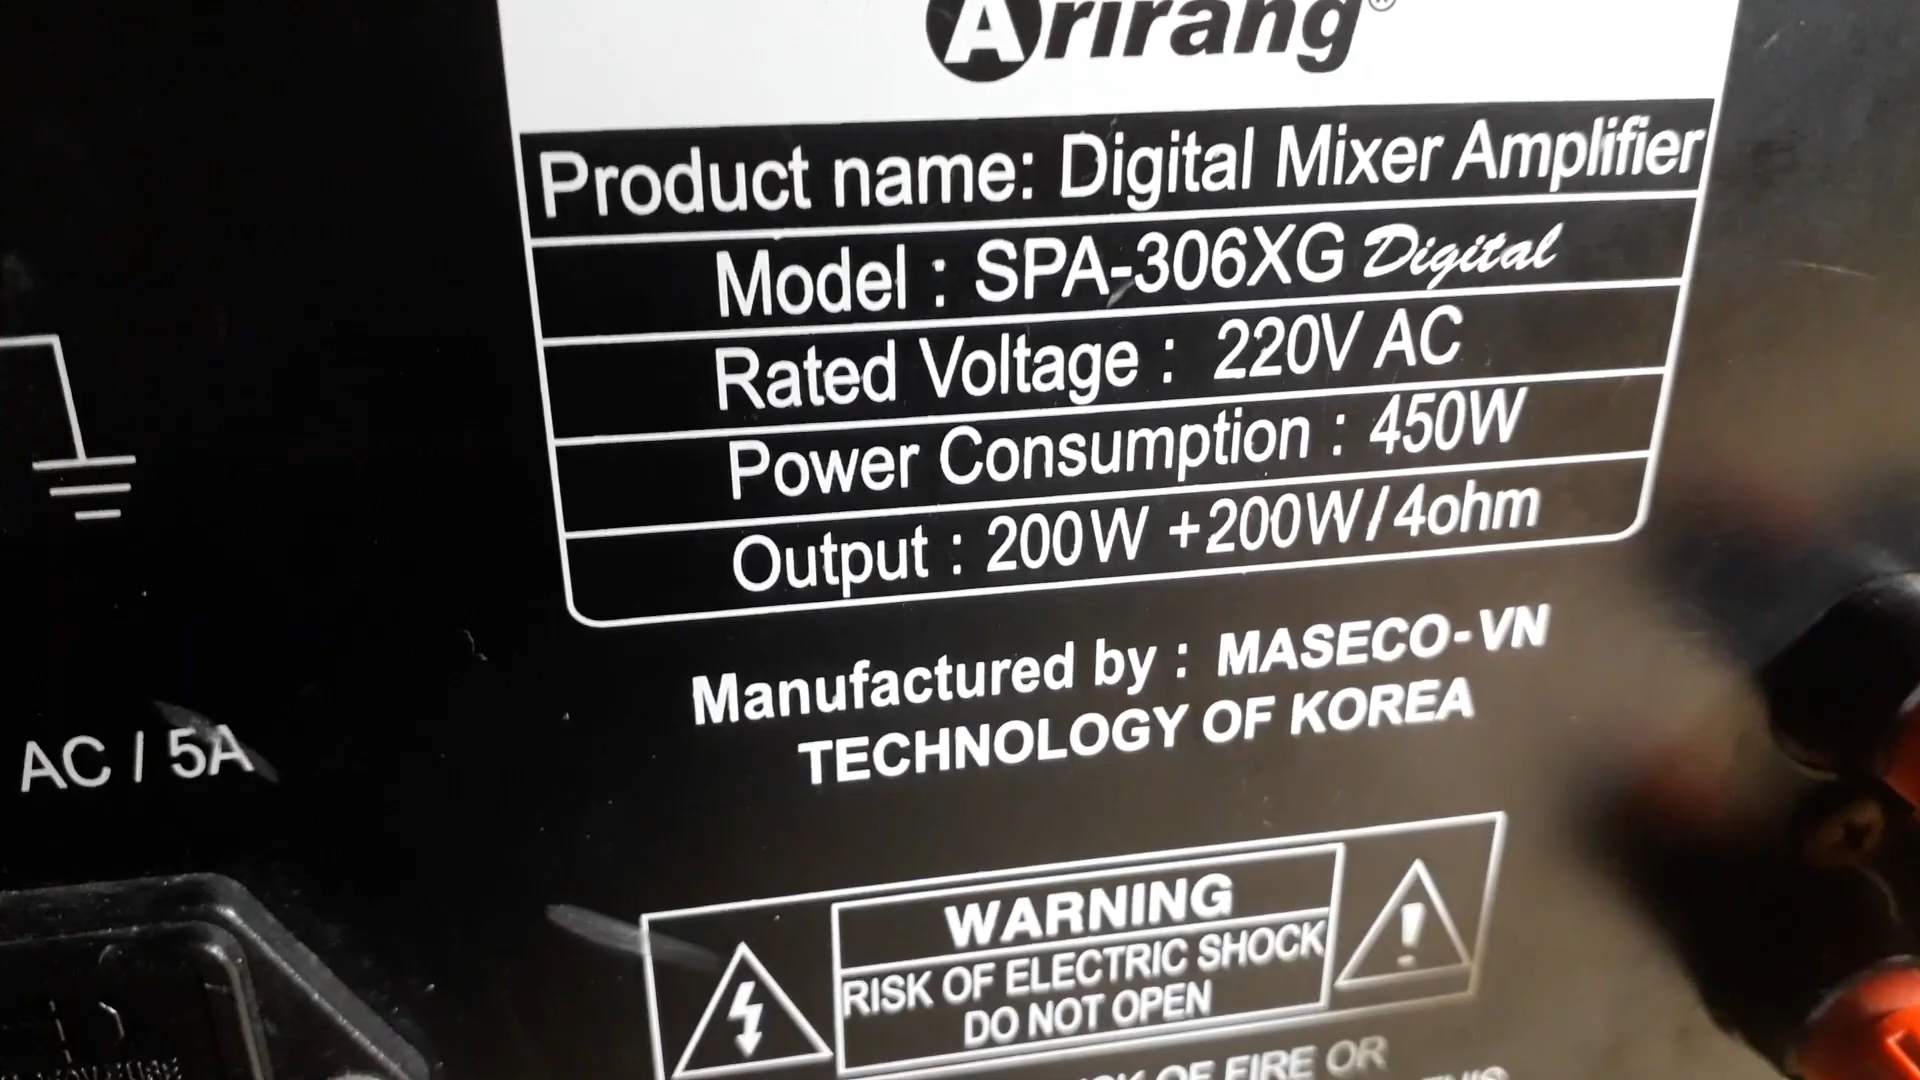 Arirang®
Product name: Digital Mixer Amplifier
Model : SPA-306XG Digital
Rated Voltage : 220V AC
Power Consumption : 450W
Output : 200W +200W/4ohm
Manufactured by : MASECO-VN
TECHNOLOGY OF KOREA
AC / 5A
WARNING
RISK OF ELECTRIC SHOCK
DO NOT OPEN
OF FIRE OR